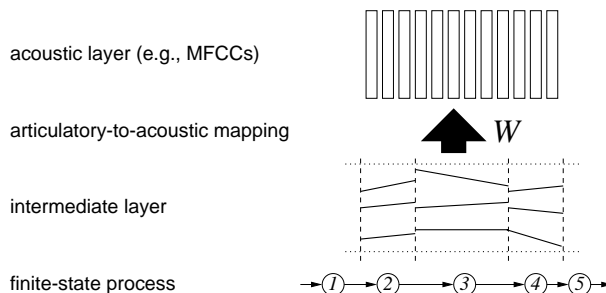 acoustic layer (e.g., MFCCs)
articulatory-to-acoustic mapping
W
intermediate layer
finite-state process
1 2 3 4 5